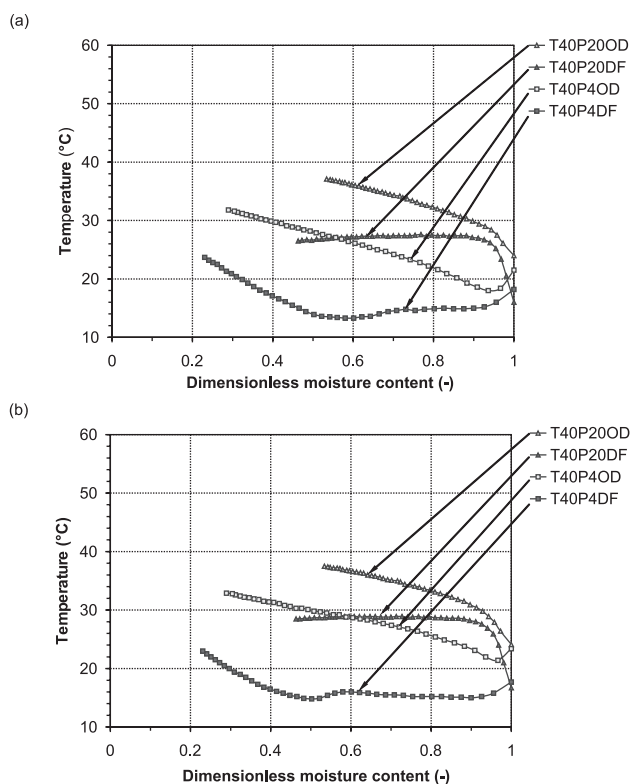 (a)
T40P20OD
T40P20DF
T40P4OD
T40P4DF
60
50
40
30
20
10
Temperature (°C)
0 0.2 0.4 0.6 0.8 1
Dimensionless moisture content (-)
(b)
T40P20OD
T40P20DF
T40P4OD
T40P4DF
60
50
40
30
20
10
Temperature (°C)
0 0.2 0.4 0.6 0.8 1
Dimensionless moisture content (-)